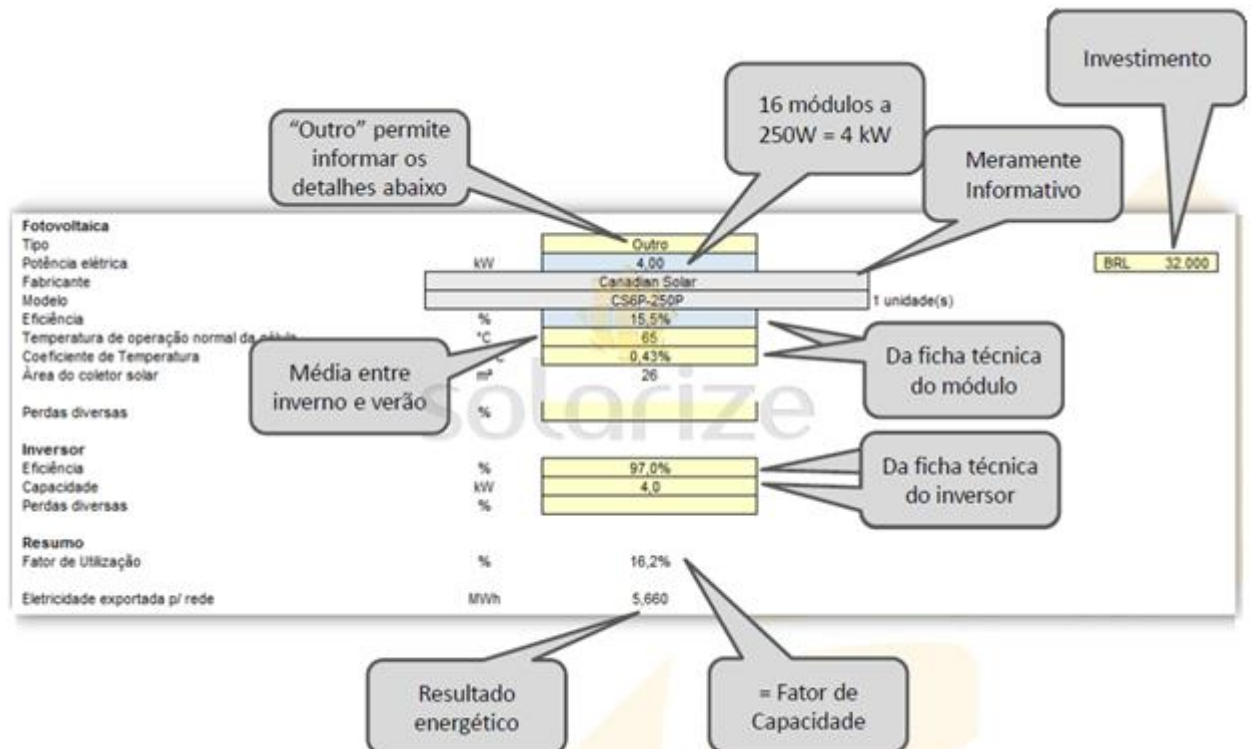 Investimento
16 módulos a
250W = 4 kW
"Outro" permite
informar os
detalhes abaixo
Meramente
Informativo
Fotovoltaica
Tipo Outro
Potência elétrica kW 4,00 BRL 32.000
Fabricante Canadian Solar
Modelo CS6P-250P 1 unidade(s)
Eficiência % 15,5%
Temperatura de operação normal da °C 65
Coeficiente de Temperatura 0,43%
Área do coletor solar m² 26
Média entre
inverno e verão
Da ficha técnica
do módulo
solarize
Perdas diversas %
Inversor
Eficiência % 97,0%
Capacidade kW 4,0
Perdas diversas %
Da ficha técnica
do inversor
Resumo
Fator de Utilização % 16,2%
Eletricidade exportada p/ rede MWh 5,660
Resultado
energético
= Fator de
Capacidade